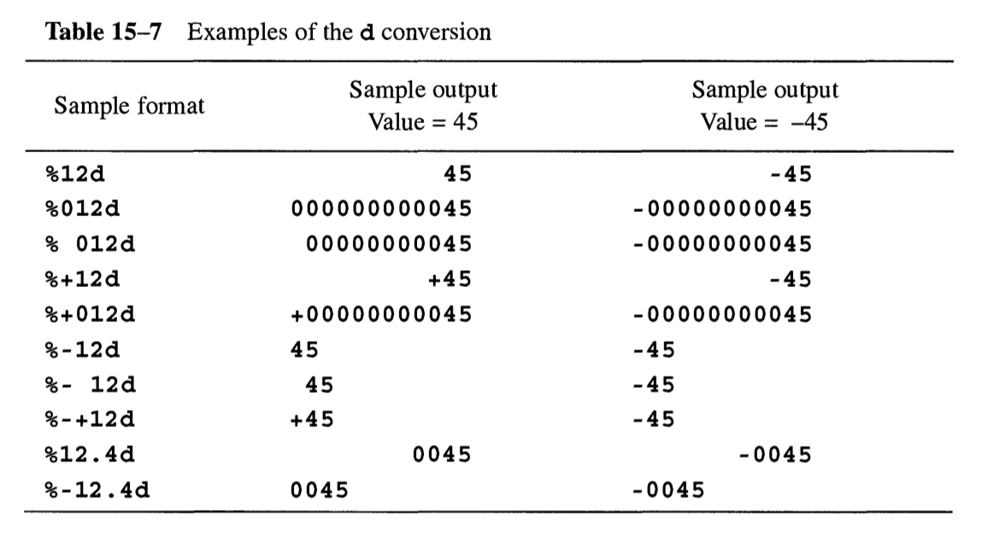 Table 15–7 Examples of the d conversion
Sample format Sample output Value = 45 Sample output Value = –45
%12d 45 -45
%012d 000000000045 -00000000045
% 012d 00000000045 -00000000045
%+12d +45 -45
%+012d +00000000045 -00000000045
%-12d 45 -45
%- 12d 45 -45
%-+12d +45 -45
%12.4d 0045 -0045
%-12.4d 0045 -0045